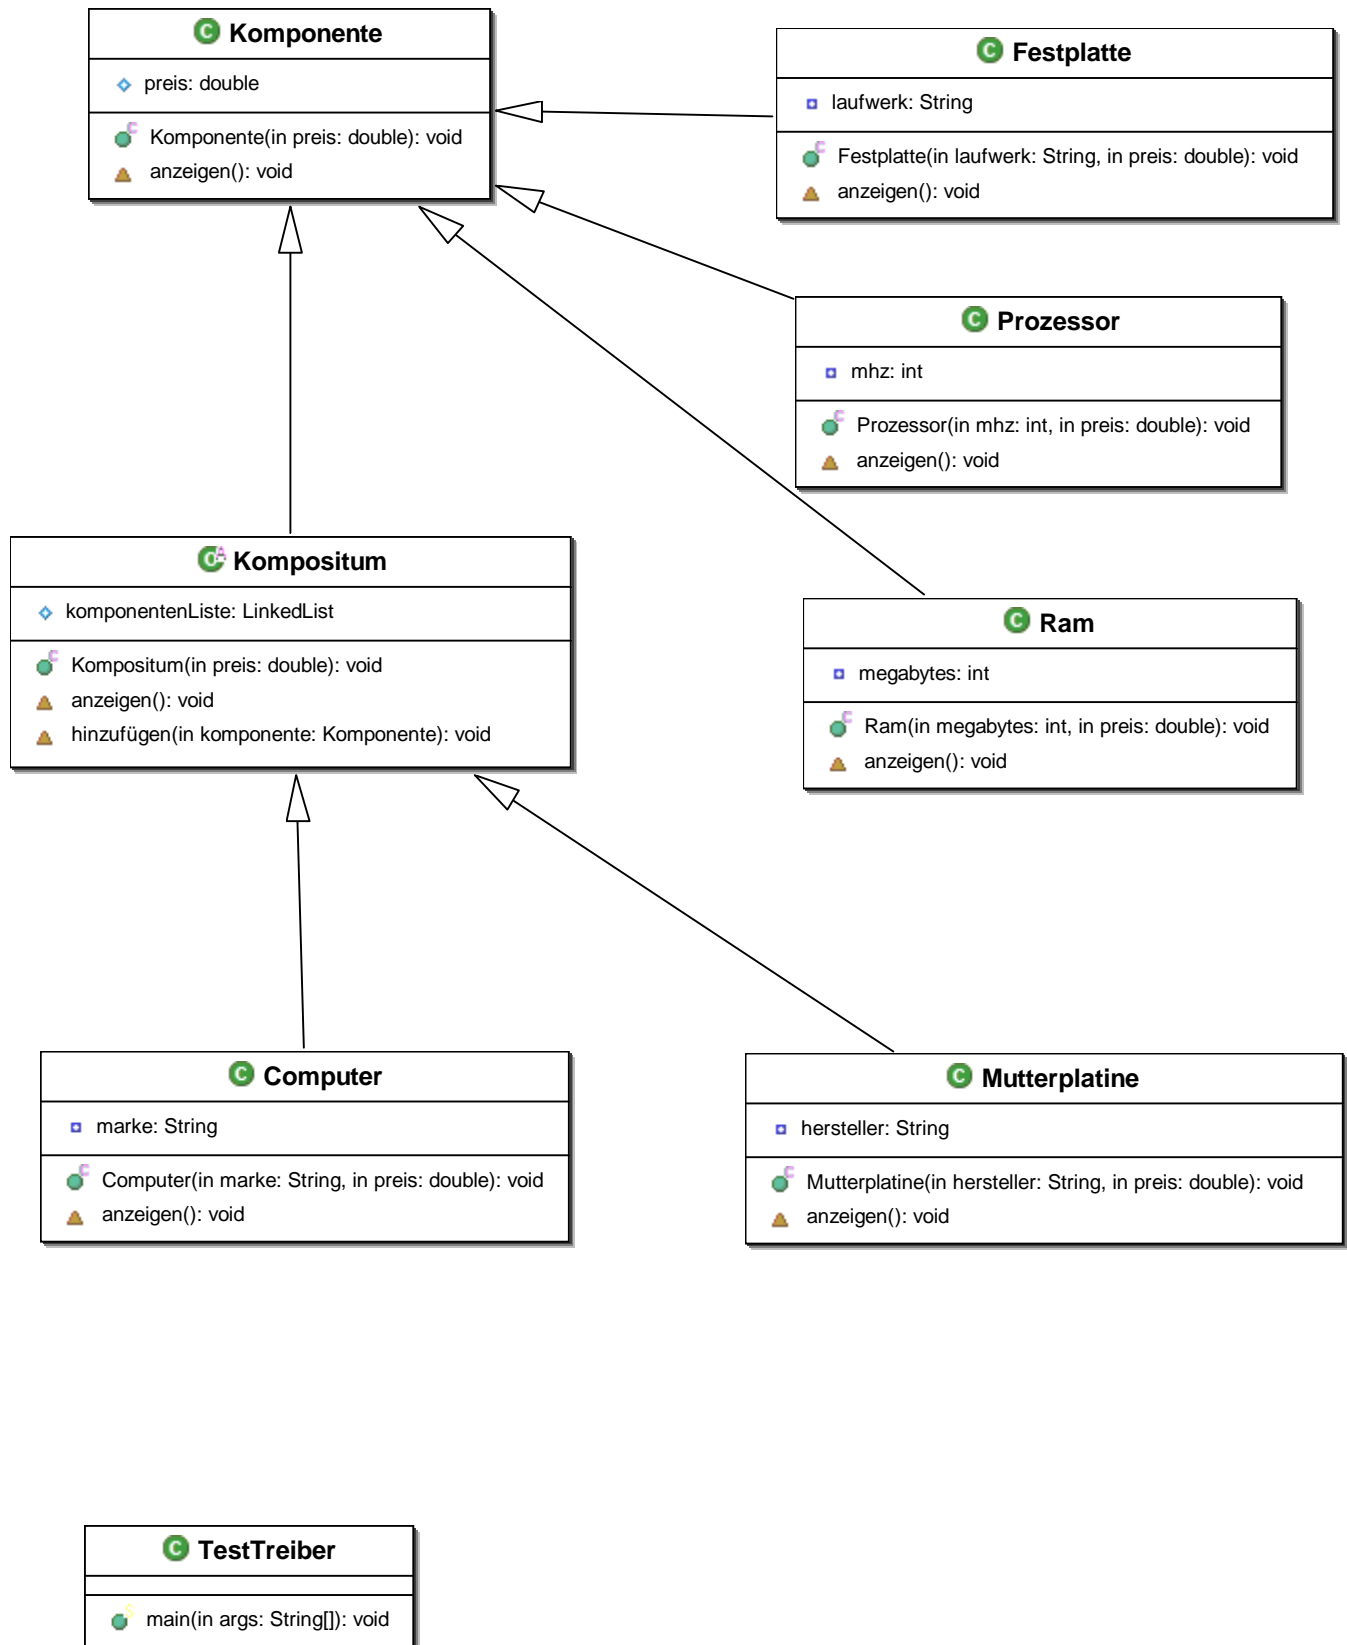 Komponente
preis: double
Komponente(in preis: double): void
anzeigen(): void
Festplatte
laufwerk: String
Festplatte(in laufwerk: String, in preis: double): void
anzeigen(): void
Prozessor
mhz: int
Prozessor(in mhz: int, in preis: double): void
anzeigen(): void
Kompositum
komponentenListe: LinkedList
Kompositum(in preis: double): void
anzeigen(): void
hinzufügen(in komponente: Komponente): void
Ram
megabytes: int
Ram(in megabytes: int, in preis: double): void
anzeigen(): void
Computer
marke: String
Computer(in marke: String, in preis: double): void
anzeigen(): void
Mutterplatine
hersteller: String
Mutterplatine(in hersteller: String, in preis: double): void
anzeigen(): void
TestTreiber
main(in args: String[]): void